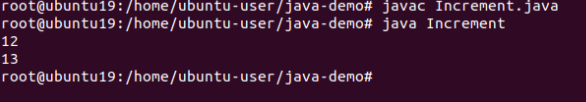 root@ubuntu19:/home/ubuntu-user/java-demo# javac Increment.java
root@ubuntu19:/home/ubuntu-user/java-demo# java Increment
12
13
root@ubuntu19:/home/ubuntu-user/java-demo#